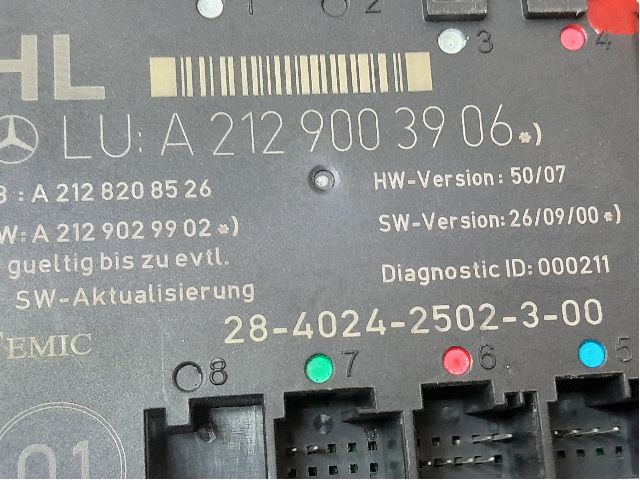 1 2
3 4
HL
LU: A 212 900 39 06 *)
B : A 212 820 85 26
HW-Version: 50/07
W: A 212 902 99 02 *)
SW-Version: 26/09/00 *)
gueltig bis zu evtl.
SW-Aktualisierung
Diagnostic ID: 000211
28-4024-2502-3-00
TEMIC
8 7 6 5
01